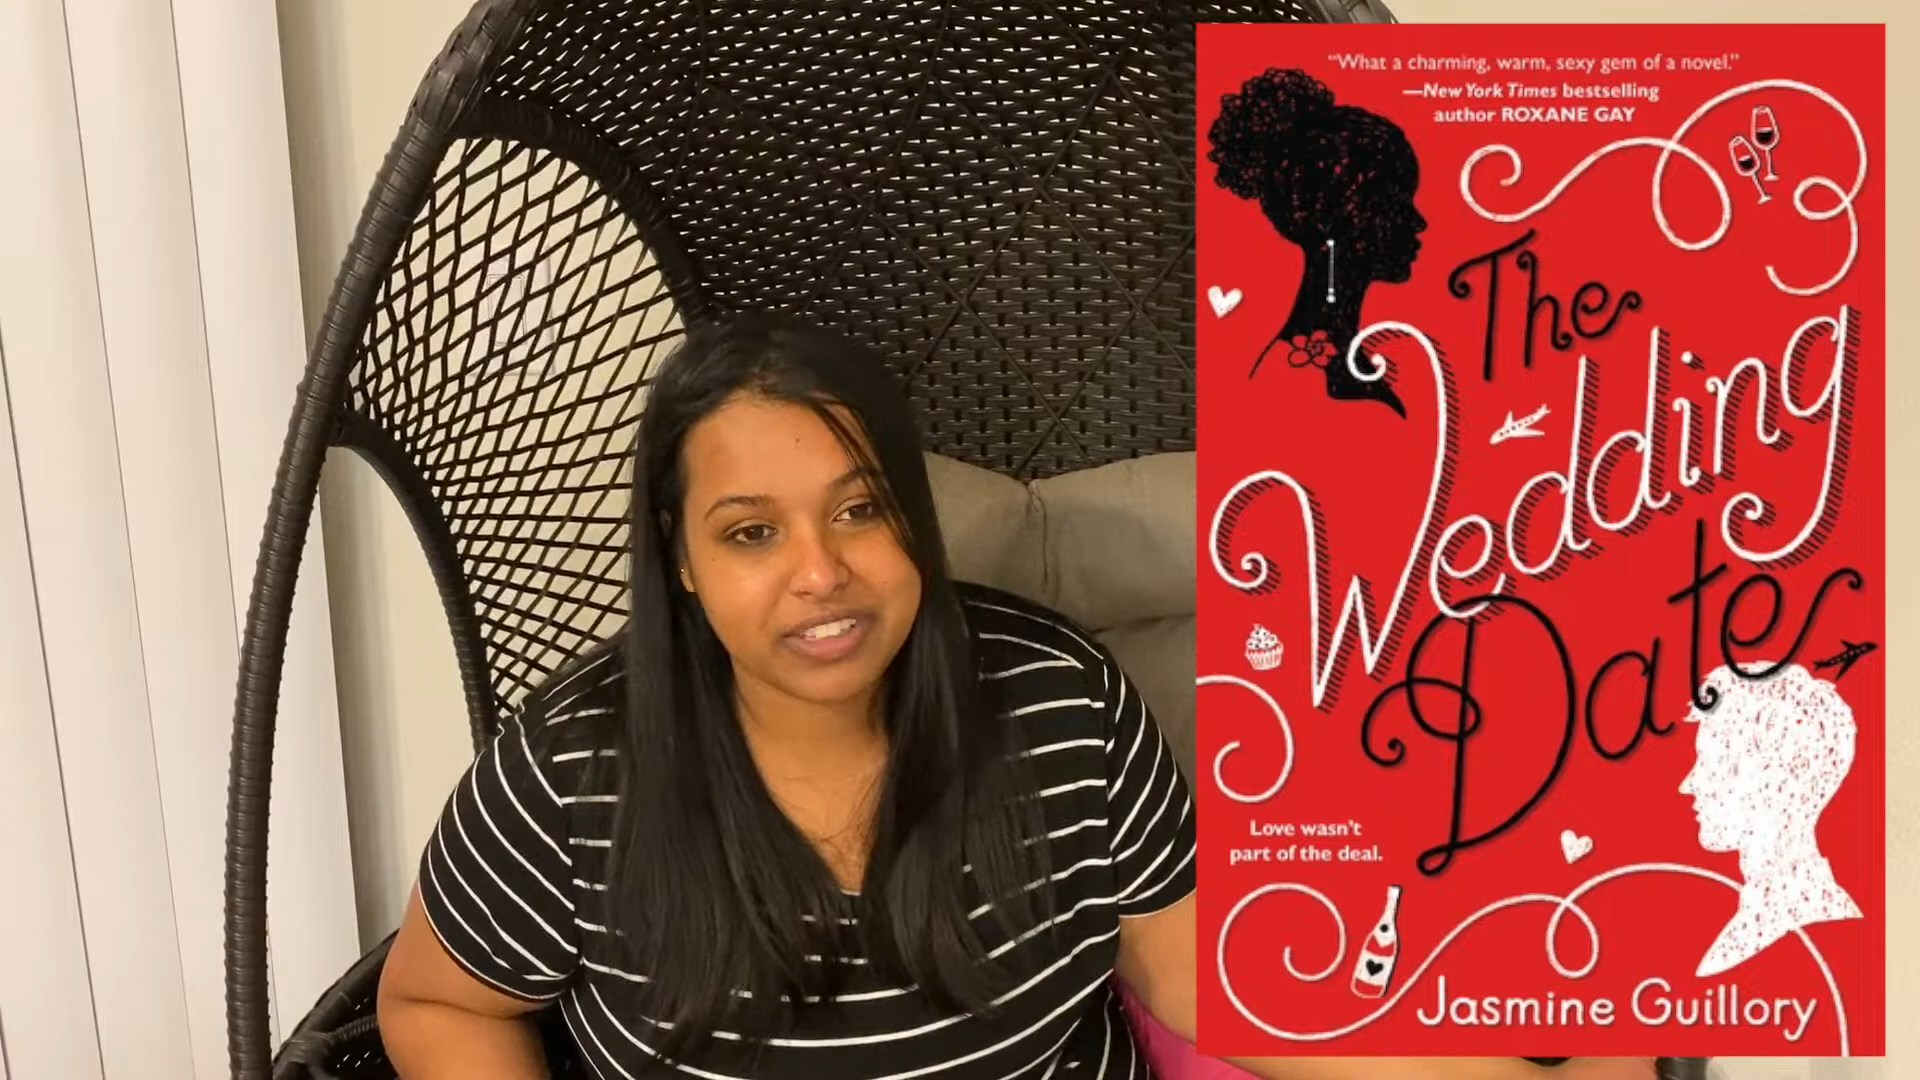 “What a charming, warm, sexy gem of a novel.”
—New York Times bestselling
author ROXANE GAY
The
Wedding
Date
Love wasn't
part of the deal.
Jasmine Guillory